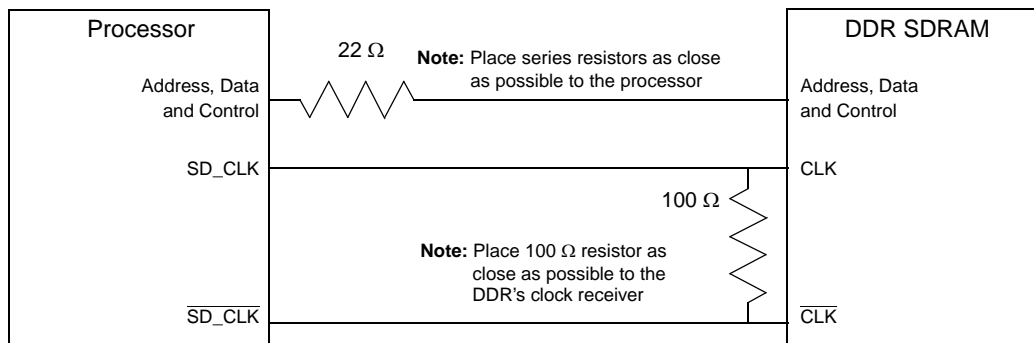 Processor
DDR SDRAM
22 Ω
Note: Place series resistors as close
as possible to the processor
Address, Data
and Control
Address, Data
and Control
SD_CLK
CLK
100 Ω
Note: Place 100 Ω resistor as
close as possible to the
DDR's clock receiver
S̅D̅_̅C̅L̅K̅
C̅L̅K̅